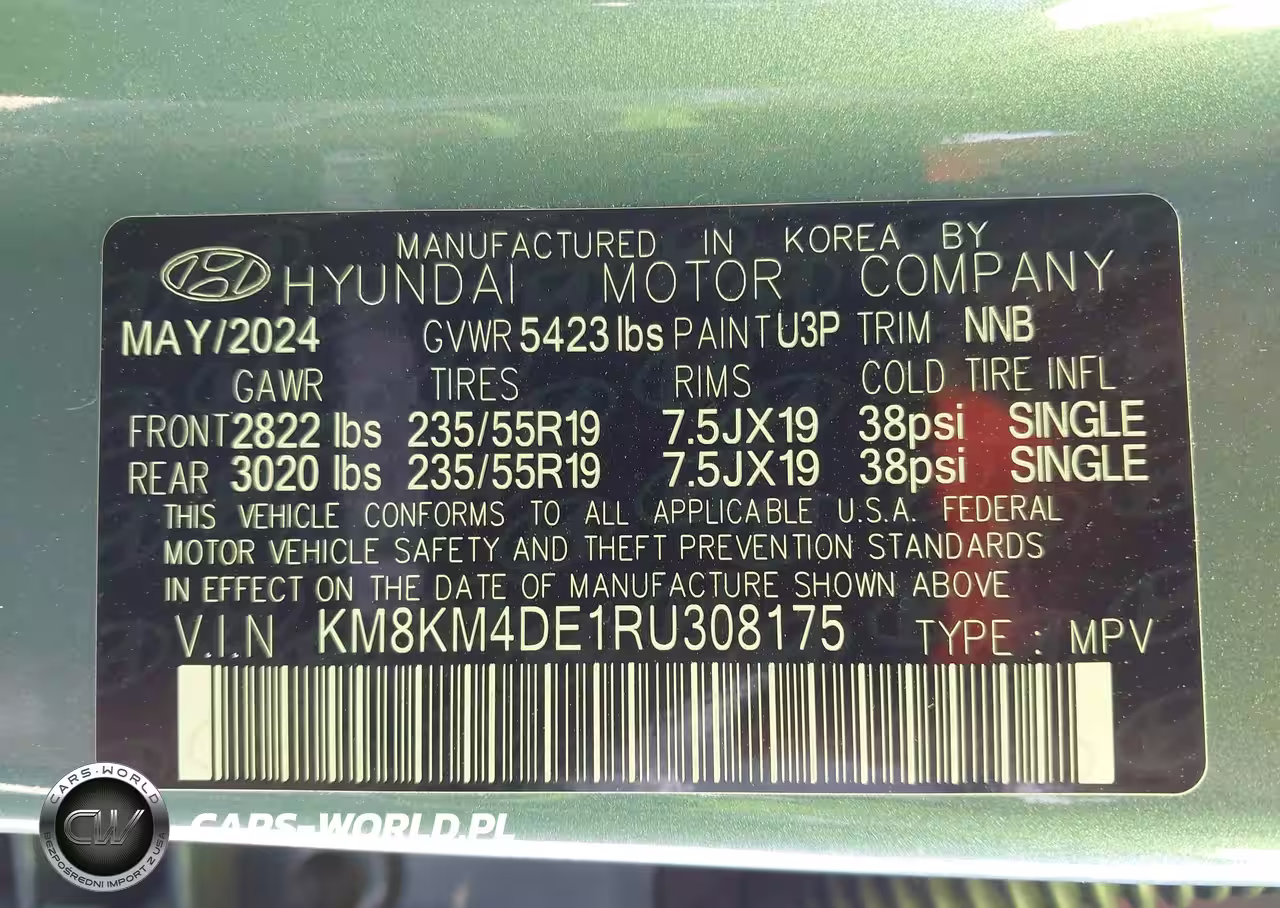 MANUFACTURED IN KOREA BY
HYUNDAI MOTOR COMPANY
MAY/2024 GVWR 5423 lbs PAINT U3P TRIM NNB
GAWR TIRES RIMS COLD TIRE INFL
FRONT 2822 lbs 235/55R19 7.5JX19 38psi SINGLE
REAR 3020 lbs 235/55R19 7.5JX19 38psi SINGLE
THIS VEHICLE CONFORMS TO ALL APPLICABLE U.S.A. FEDERAL
MOTOR VEHICLE SAFETY AND THEFT PREVENTION STANDARDS
IN EFFECT ON THE DATE OF MANUFACTURE SHOWN ABOVE
V.I.N KM8KM4DE1RU308175 TYPE : MPV
CARS-WORLD
CW
BEZPOŚREDNI IMPORT Z USA
CARS-WORLD.PL